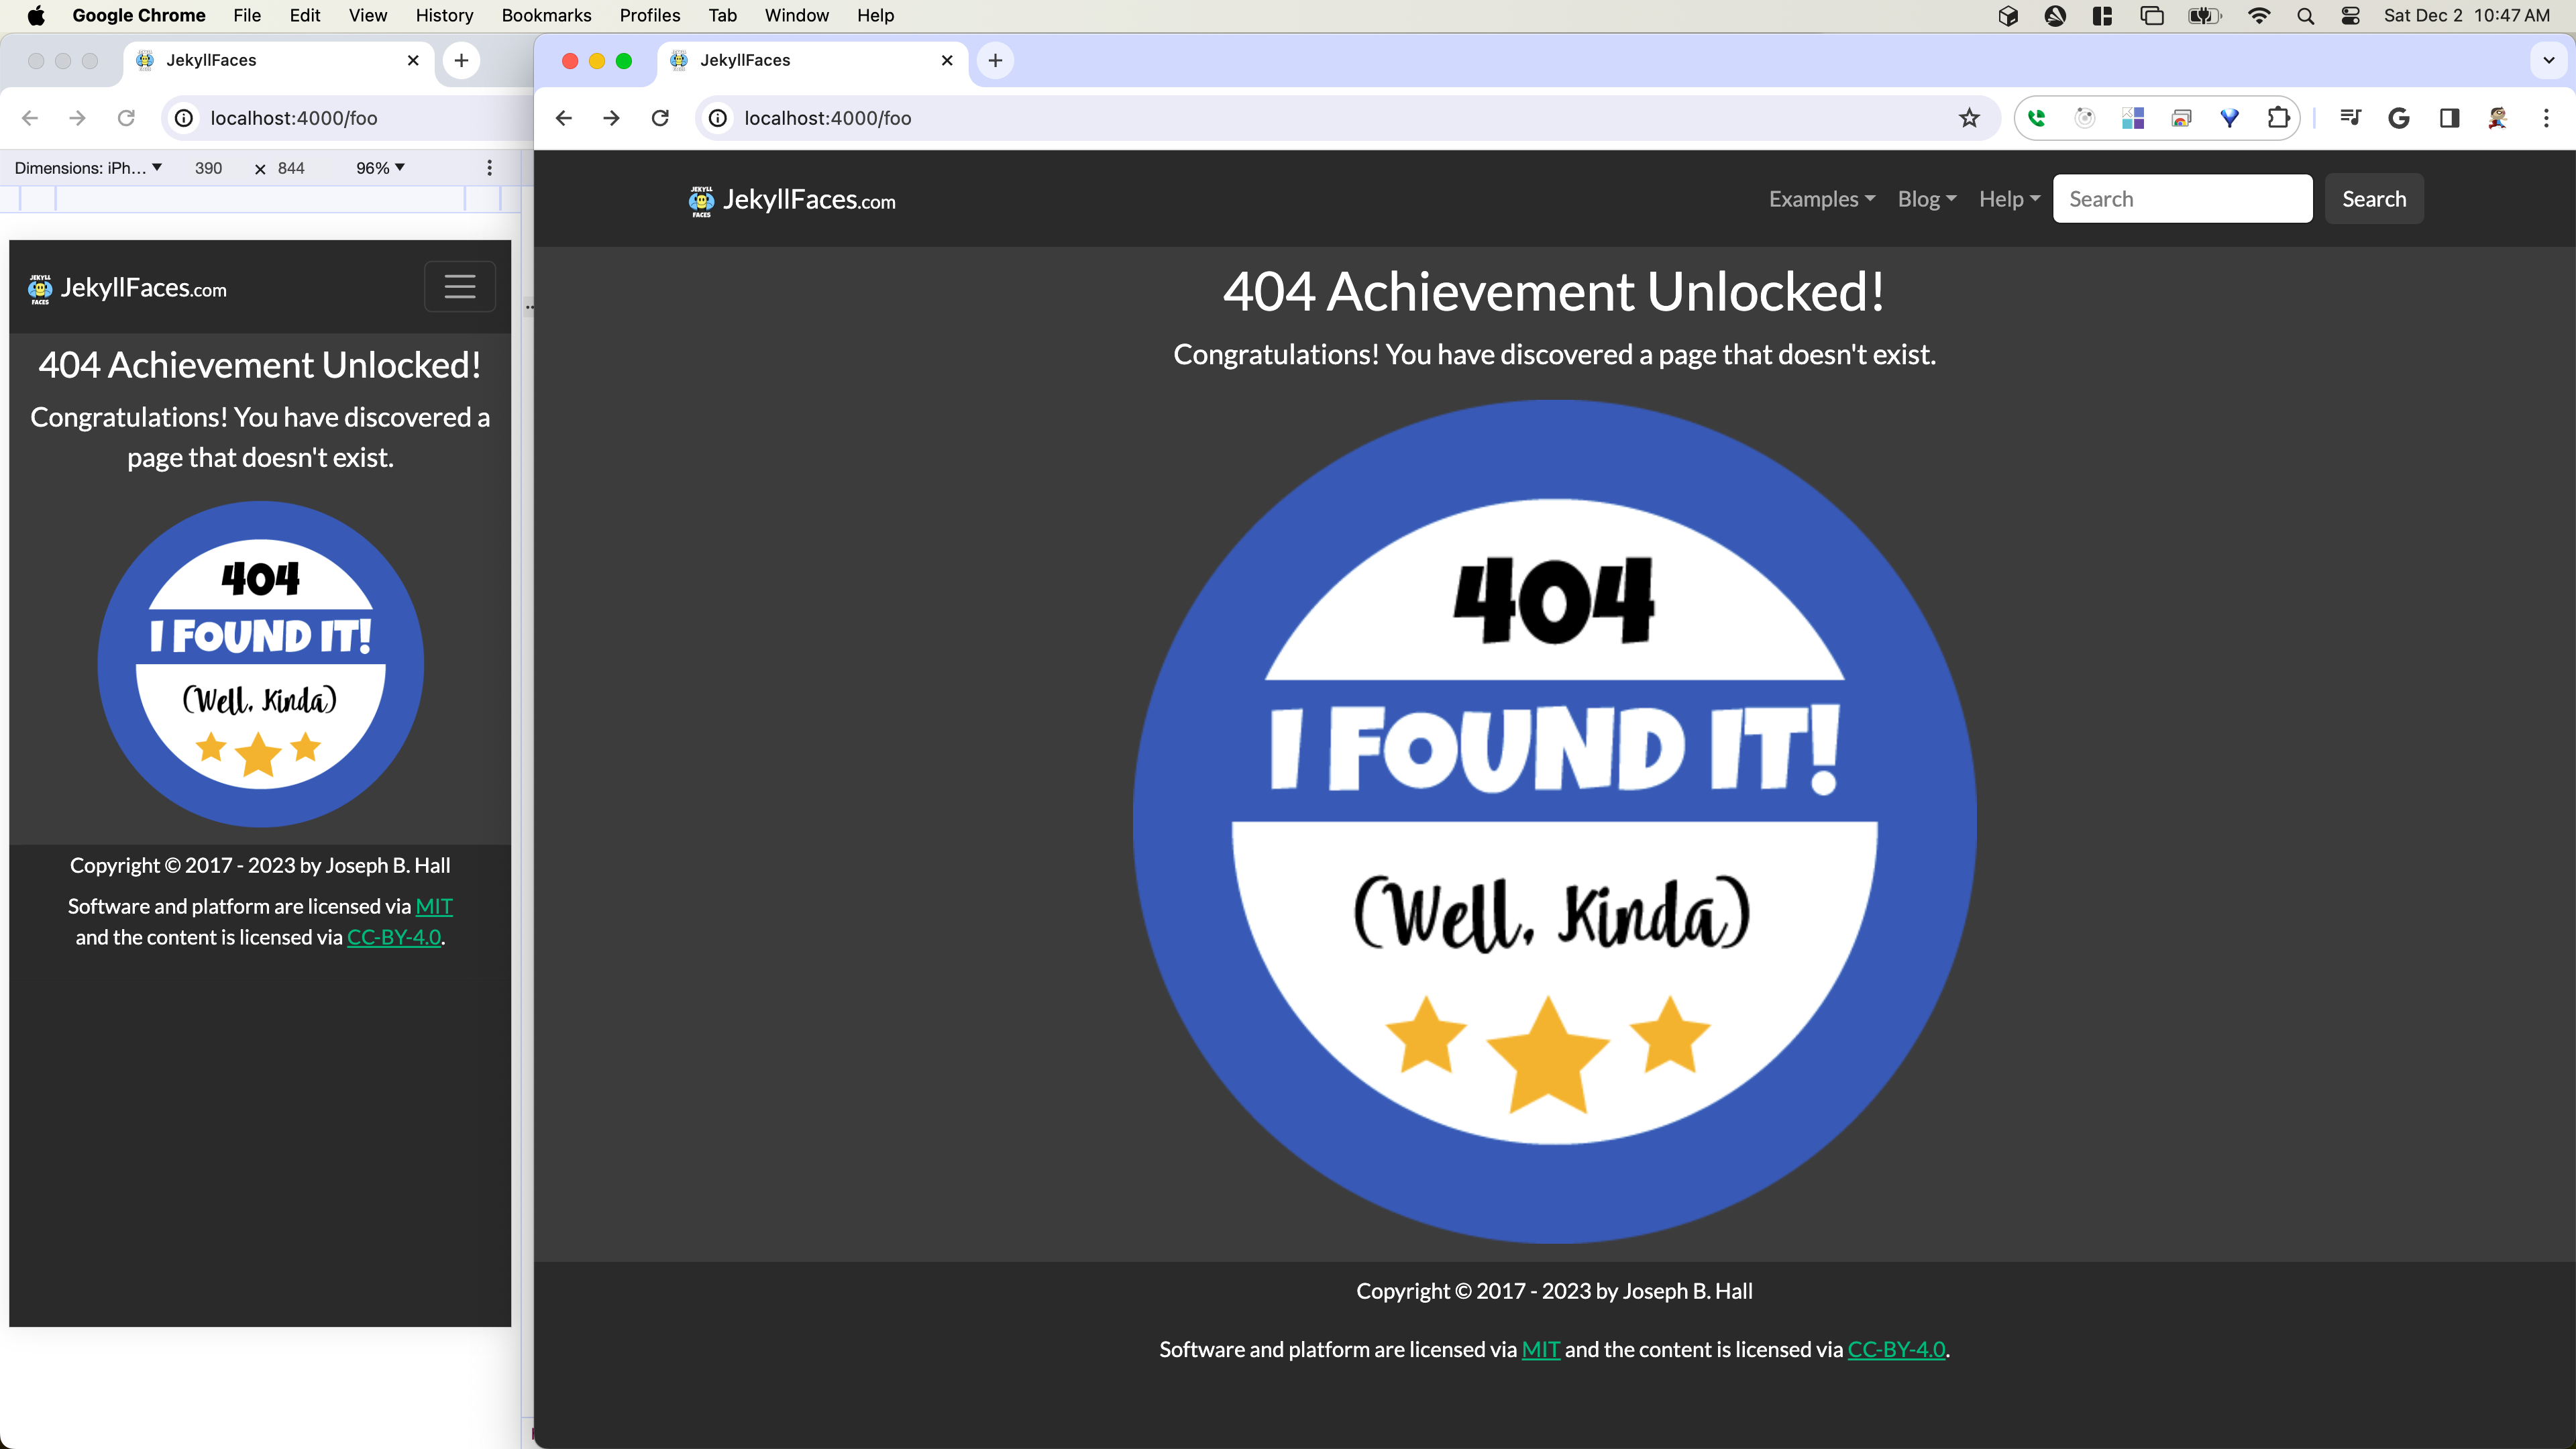 Google Chrome File Edit View History Bookmarks Profiles Tab Window Help Sat Dec 2 10:47 AM
JekyllFaces
localhost:4000/foo
Dimensions: iPh... 390 × 844 96%
JEKYLL FACES JekyllFaces.com
404 Achievement Unlocked!
Congratulations! You have discovered a
page that doesn't exist.
404
I FOUND IT!
(Well, Kinda)
Copyright © 2017 - 2023 by Joseph B. Hall
Software and platform are licensed via MIT
and the content is licensed via CC-BY-4.0.
JekyllFaces
localhost:4000/foo
JEKYLL FACES JekyllFaces.com Examples Blog Help Search Search
404 Achievement Unlocked!
Congratulations! You have discovered a page that doesn't exist.
404
I FOUND IT!
(Well, Kinda)
Copyright © 2017 - 2023 by Joseph B. Hall
Software and platform are licensed via MIT and the content is licensed via CC-BY-4.0.